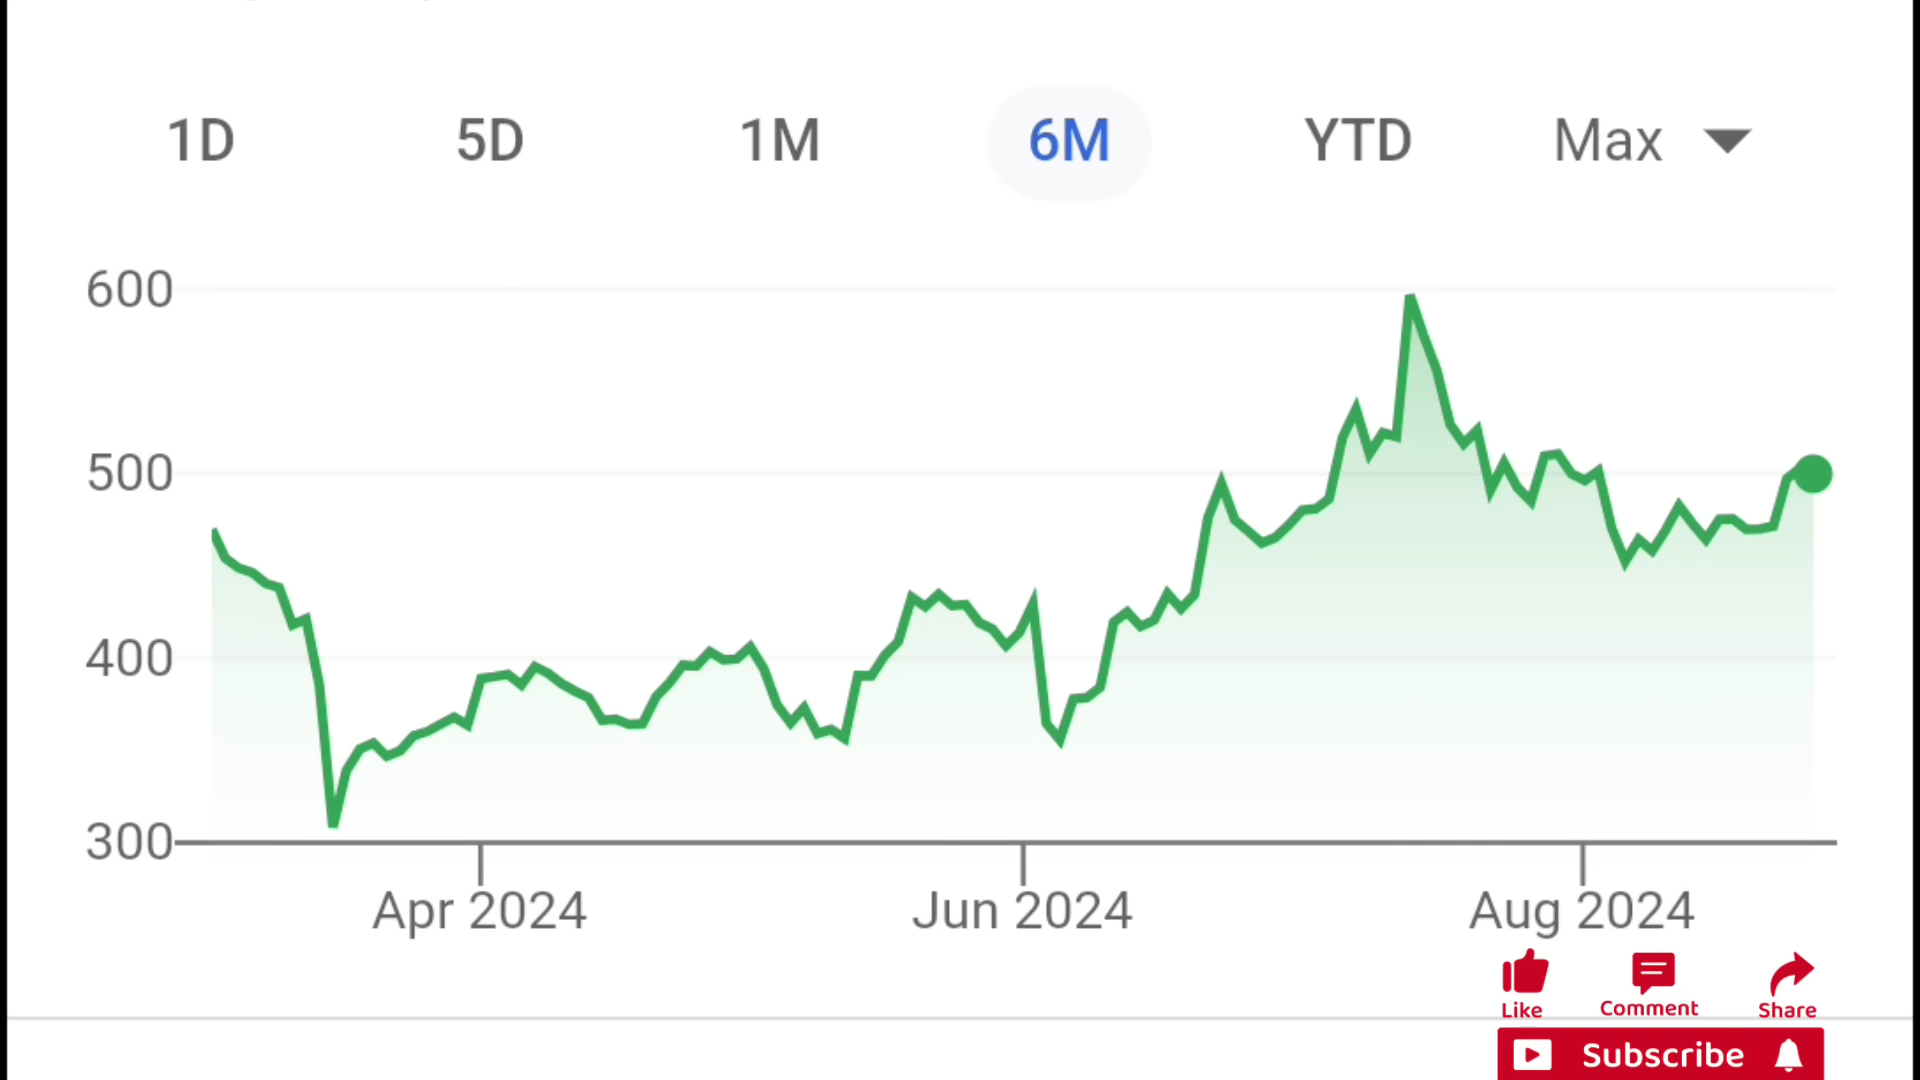 1D 5D 1M 6M YTD Max
600
500
400
300
Apr 2024 Jun 2024 Aug 2024
Like Comment Share
Subscribe